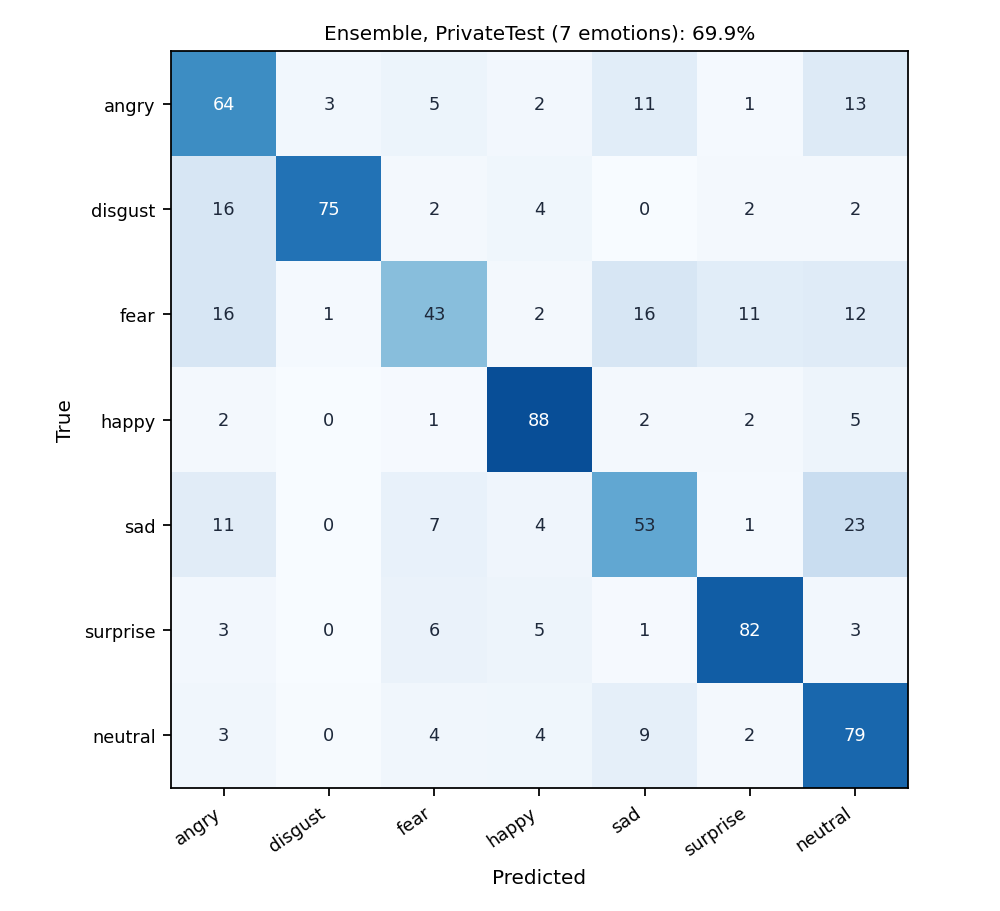 Ensemble, PrivateTest (7 emotions): 69.9%
angry 64 3 5 2 11 1 13
disgust 16 75 2 4 0 2 2
fear 16 1 43 2 16 11 12
happy 2 0 1 88 2 2 5
sad 11 0 7 4 53 1 23
surprise 3 0 6 5 1 82 3
neutral 3 0 4 4 9 2 79
True
angry disgust fear happy sad surprise neutral
Predicted